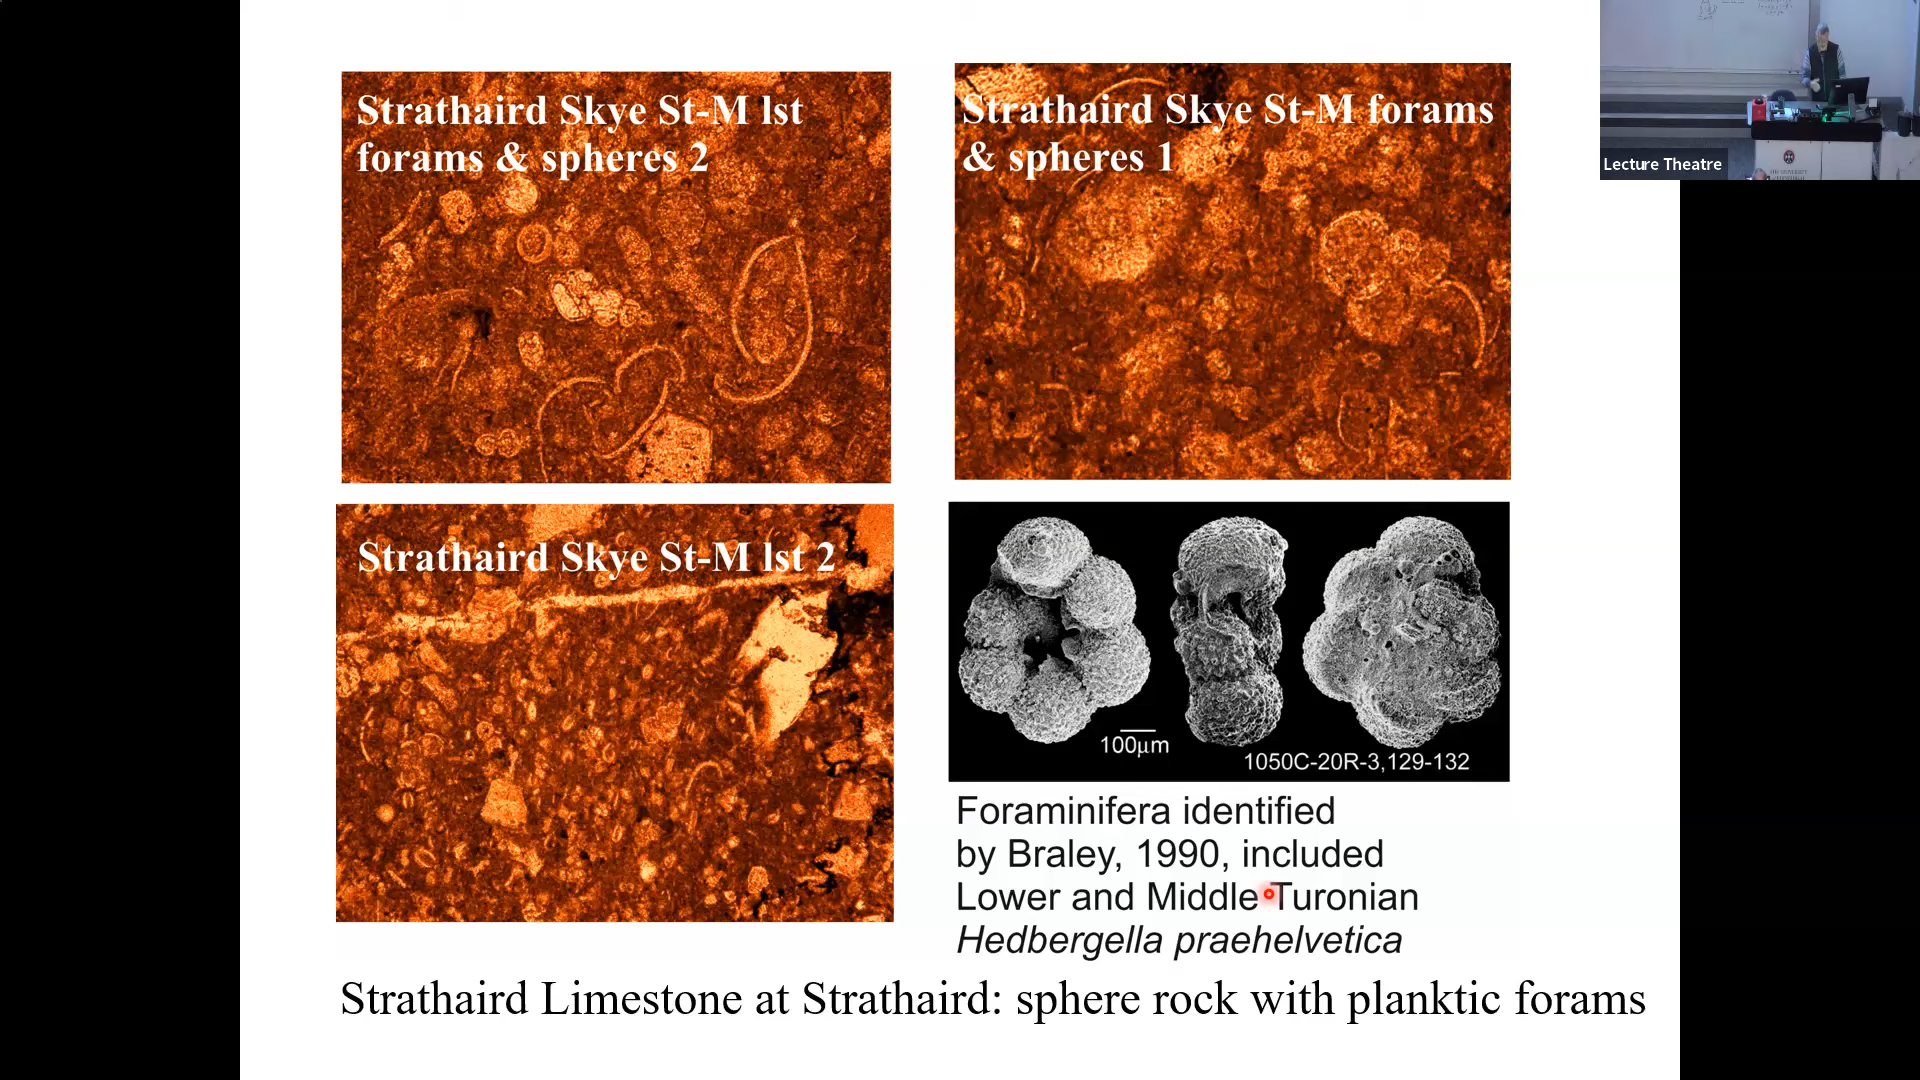 Strathaird Skye St-M lst
forams & spheres 2
Strathaird Skye St-M forams
& spheres 1
Lecture Theatre
Strathaird Skye St-M lst 2
100µm
1050C-20R-3,129-132
Foraminifera identified
by Braley, 1990, included
Lower and Middle Turonian
Hedbergella praehelvetica
Strathaird Limestone at Strathaird: sphere rock with planktic forams